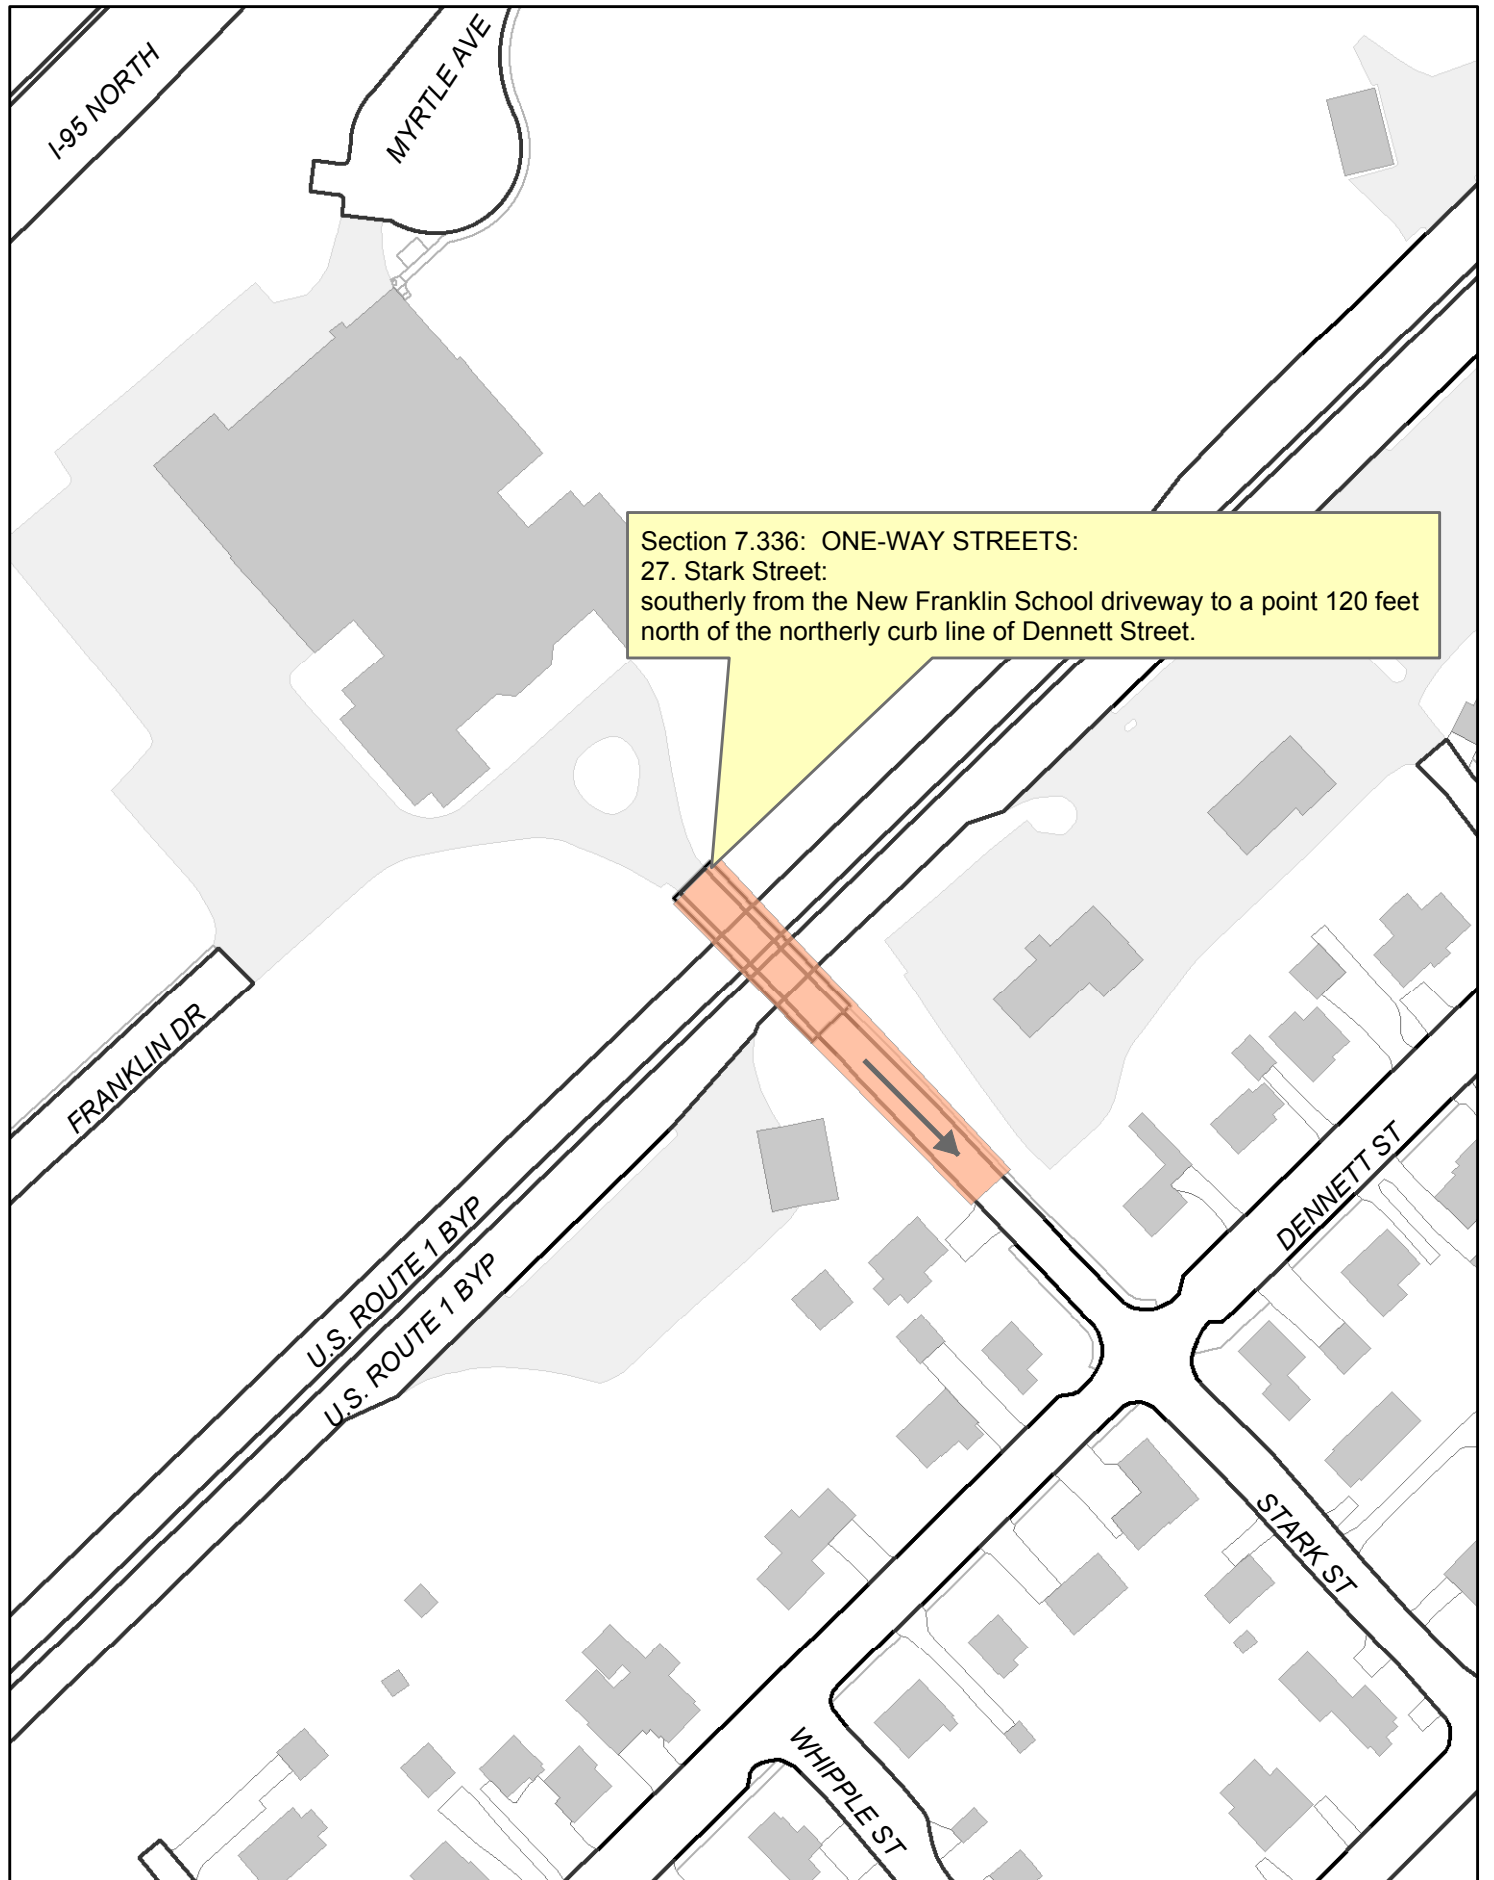 I-95 NORTH
MYRTLE AVE
Section 7.336:  ONE-WAY STREETS:
27. Stark Street:
southerly from the New Franklin School driveway to a point 120 feet
north of the northerly curb line of Dennett Street.
FRANKLIN DR
U.S. ROUTE 1 BYP
U.S. ROUTE 1 BYP
DENNETT ST
STARK ST
WHIPPLE ST